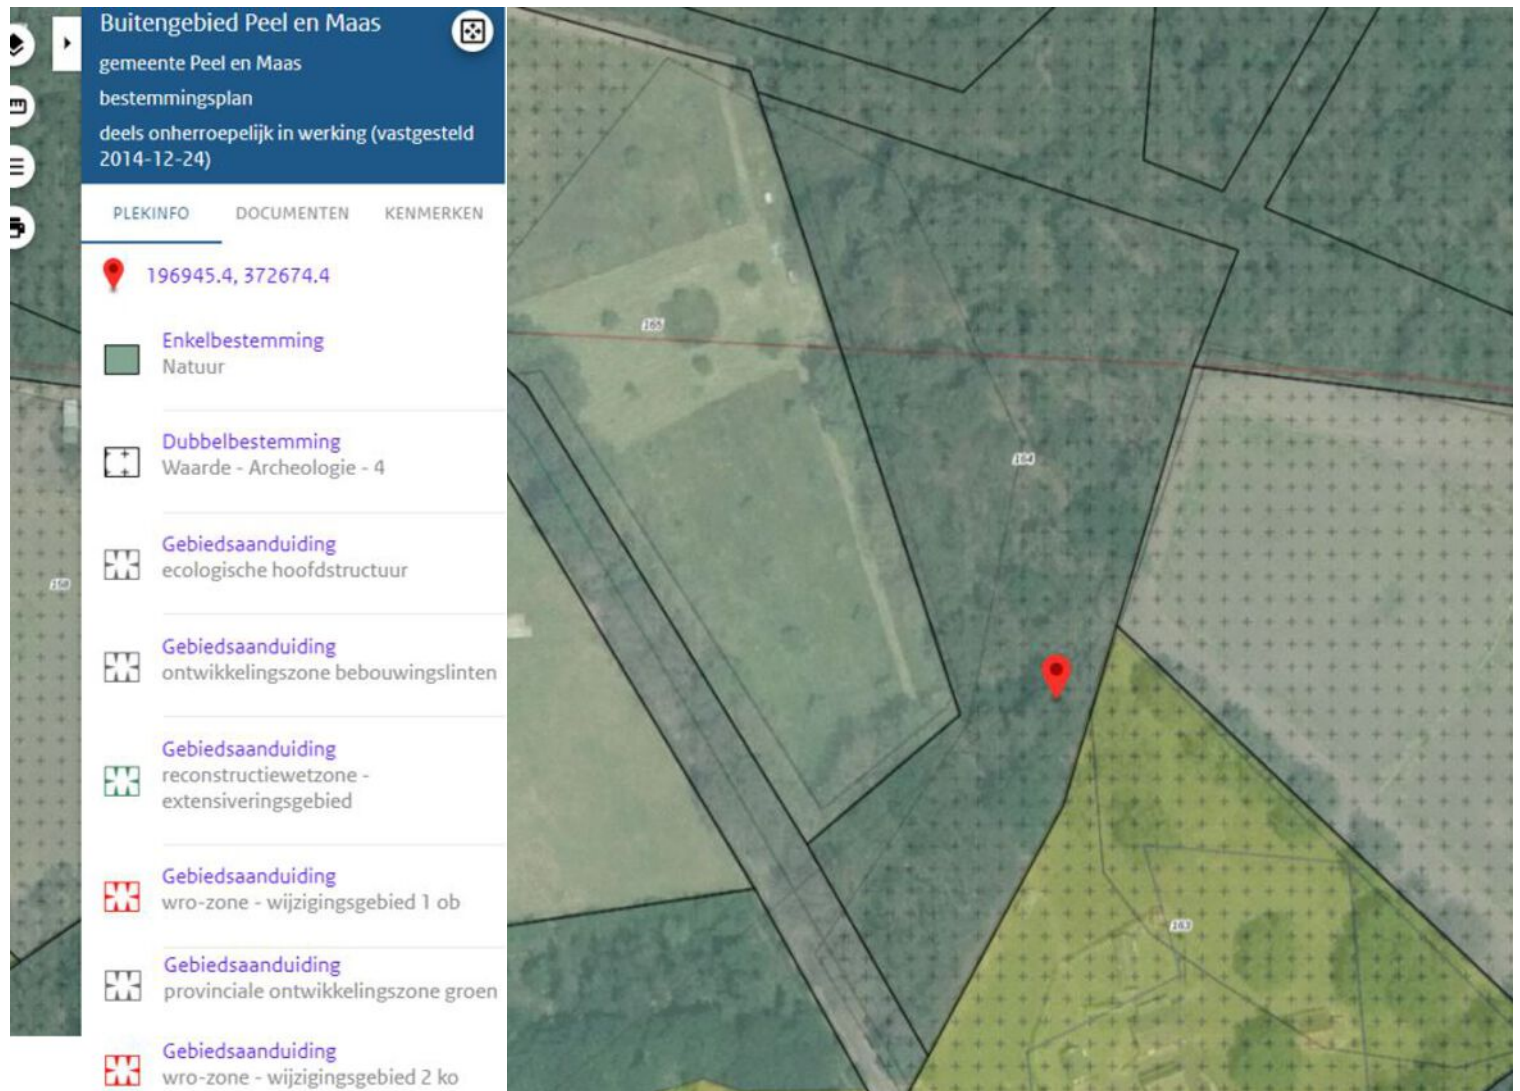 Buitengebied Peel en Maas
gemeente Peel en Maas
bestemmingsplan
deels onherroepelijk in werking (vastgesteld
2014-12-24)
PLEKINFO DOCUMENTEN KENMERKEN
196945.4, 372674.4
Enkelbestemming
Natuur
Dubbelbestemming
Waarde - Archeologie - 4
Gebiedsaanduiding
ecologische hoofdstructuur
Gebiedsaanduiding
ontwikkelingszone bebouwingslinten
Gebiedsaanduiding
reconstructiewetzone -
extensiveringsgebied
Gebiedsaanduiding
wro-zone - wijzigingsgebied 1 ob
Gebiedsaanduiding
provinciale ontwikkelingszone groen
Gebiedsaanduiding
wro-zone - wijzigingsgebied 2 ko
165
164
158
163